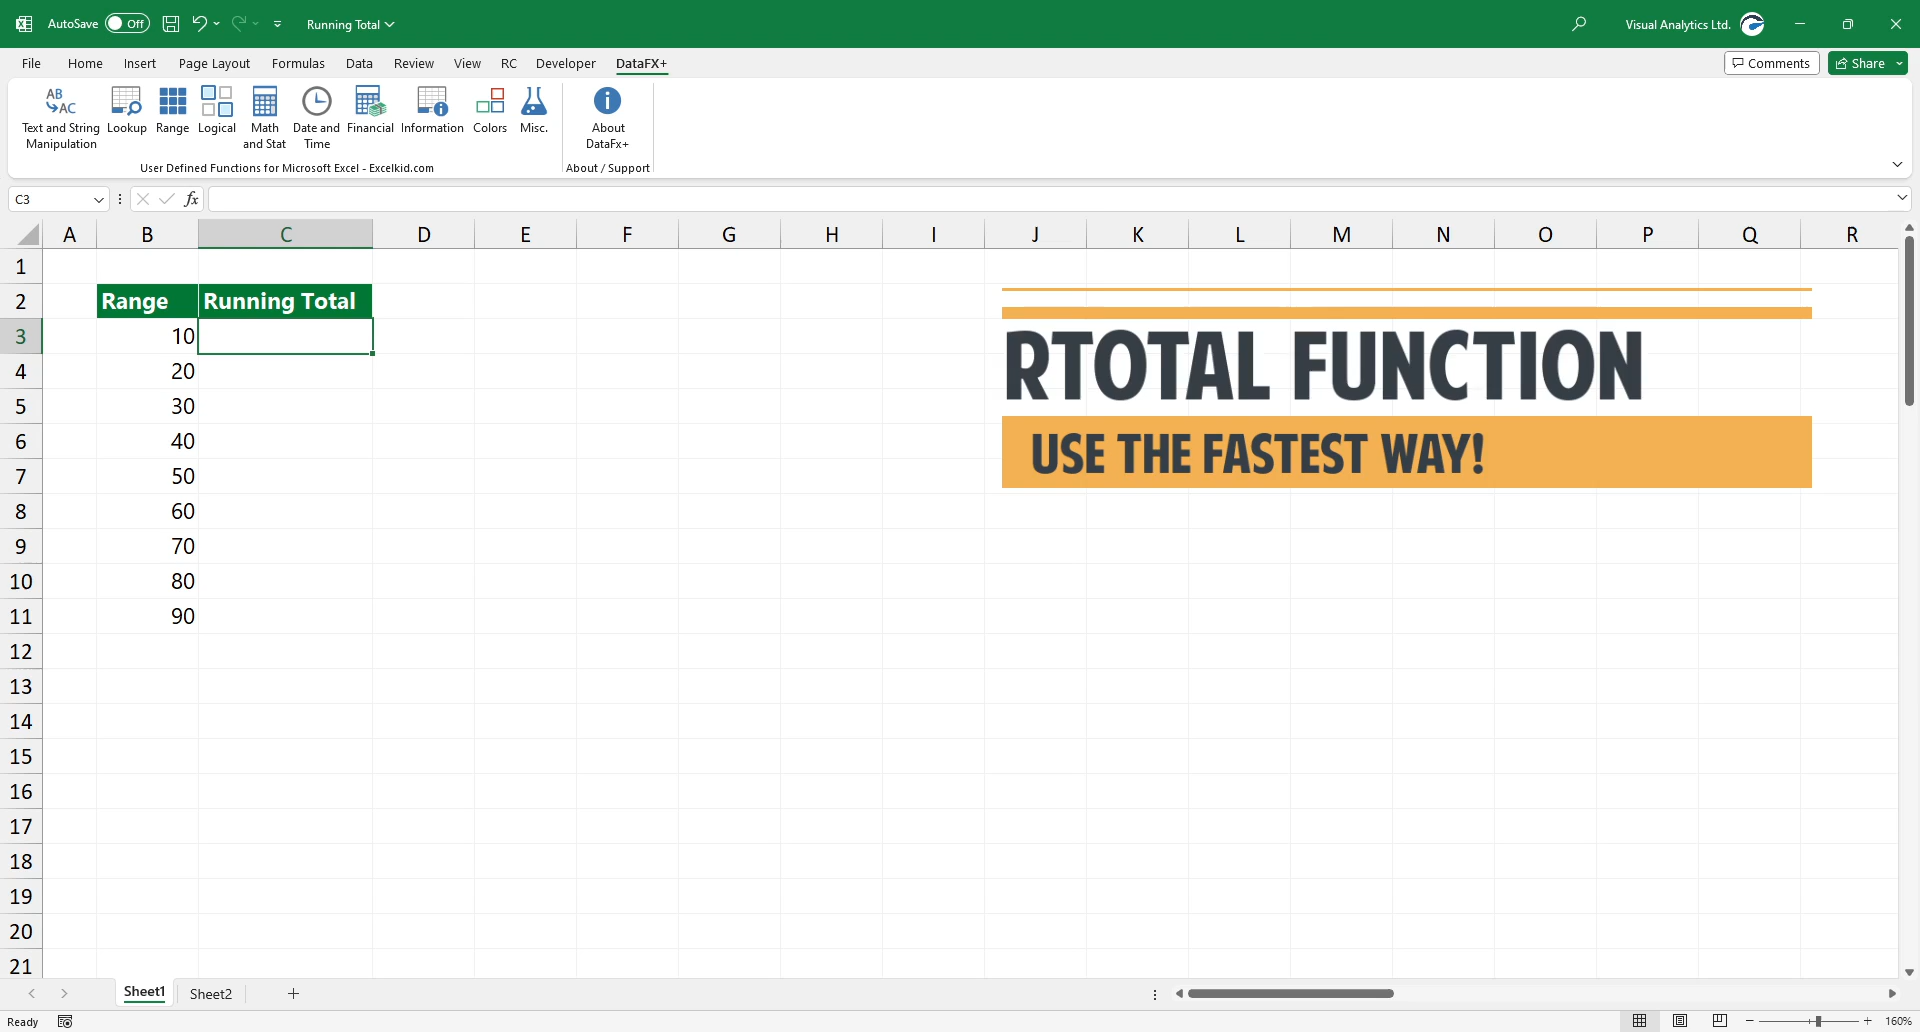 AutoSave Off Running Total Visual Analytics Ltd.
File Home Insert Page Layout Formulas Data Review View RC Developer DataFX+ Comments Share
AB
AC
Text and String Lookup Range Logical Math Date and Financial Information Colors Misc. About
Manipulation and Stat Time DataFx+
User Defined Functions for Microsoft Excel - Excelkid.com About / Support
C3 fx
A B C D E F G H I J K L M N O P Q R
1
2 Range Running Total
3 10
RTOTAL FUNCTION
4 20
5 30
6 40
USE THE FASTEST WAY!
7 50
8 60
9 70
10 80
11 90
12
13
14
15
16
17
18
19
20
21
Sheet1 Sheet2
Ready 160%